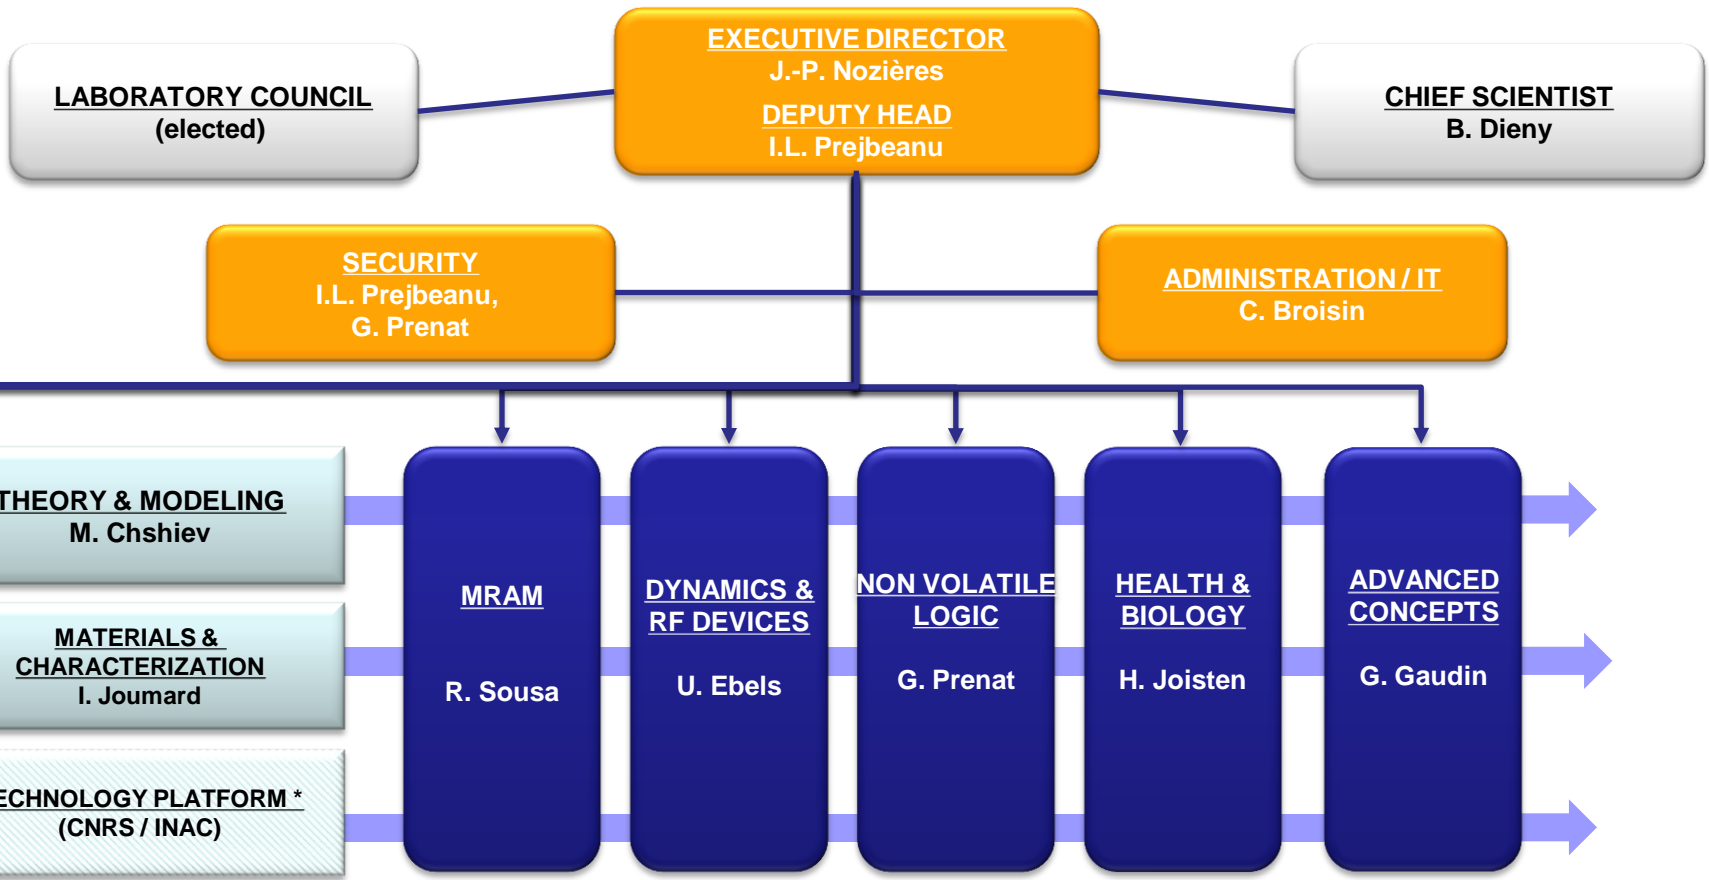 EXECUTIVE DIRECTOR
J.-P. Nozières
DEPUTY HEAD
I.L. Prejbeanu
LABORATORY COUNCIL
(elected)
CHIEF SCIENTIST
B. Dieny
SECURITY
I.L. Prejbeanu,
G. Prenat
ADMINISTRATION / IT
C. Broisin
THEORY & MODELING
M. Chshiev
MATERIALS &
CHARACTERIZATION
I. Joumard
ECHNOLOGY PLATFORM *
(CNRS / INAC)
MRAM
R. Sousa
DYNAMICS &
RF DEVICES
U. Ebels
NON VOLATILE
LOGIC
G. Prenat
HEALTH &
BIOLOGY
H. Joisten
ADVANCED
CONCEPTS
G. Gaudin